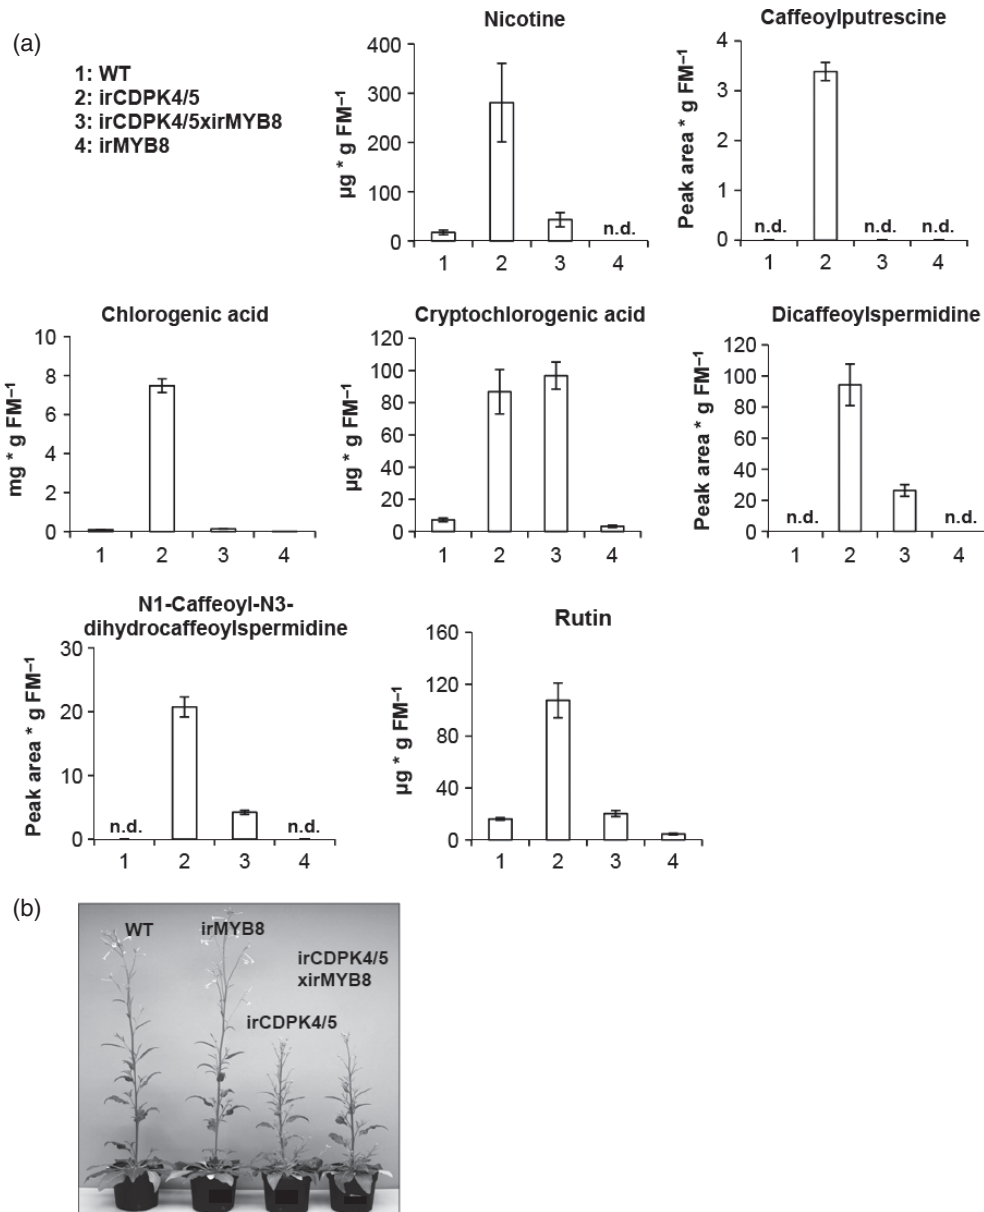 (a)
1: WT
2: irCDPK4/5
3: irCDPK4/5xirMYB8
4: irMYB8
Nicotine
µg * g FM⁻¹
400
300
200
100
0
n.d.
1 2 3 4
Caffeoylputrescine
Peak area * g FM⁻¹
4
3
2
1
0
n.d. n.d. n.d.
1 2 3 4
Chlorogenic acid
mg * g FM⁻¹
10
8
6
4
2
0
1 2 3 4
Cryptochlorogenic acid
µg * g FM⁻¹
120
100
80
60
40
20
0
1 2 3 4
Dicaffeoylspermidine
Peak area * g FM⁻¹
120
100
80
60
40
20
0
n.d. n.d.
1 2 3 4
N1-Caffeoyl-N3-
dihydrocaffeoylspermidine
Peak area * g FM⁻¹
30
20
10
0
n.d. n.d.
1 2 3 4
Rutin
µg * g FM⁻¹
160
120
80
40
0
1 2 3 4
(b)
WT
irMYB8
irCDPK4/5
xirMYB8
irCDPK4/5